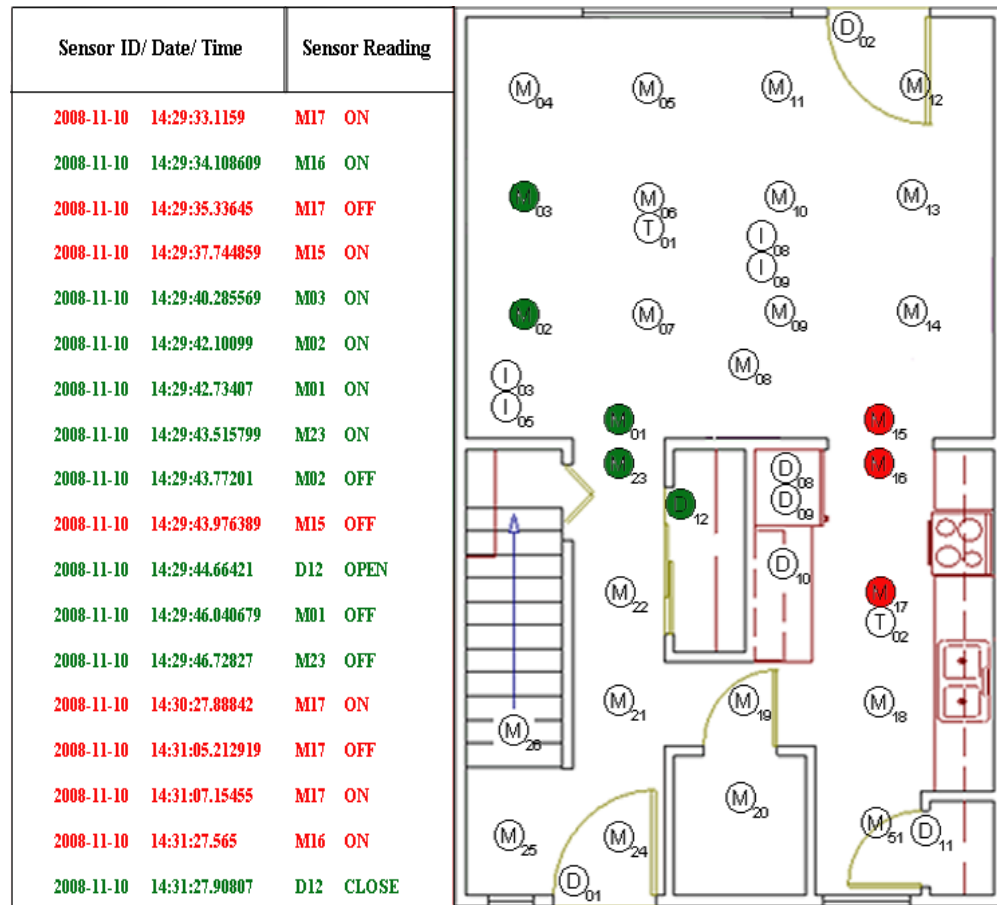 Sensor ID/ Date/ Time Sensor Reading
2008-11-10 14:29:33.1159 M17 ON
2008-11-10 14:29:34.108609 M16 ON
2008-11-10 14:29:35.33645 M17 OFF
2008-11-10 14:29:37.744859 M15 ON
2008-11-10 14:29:40.285569 M03 ON
2008-11-10 14:29:42.10099 M02 ON
2008-11-10 14:29:42.73407 M01 ON
2008-11-10 14:29:43.515799 M23 ON
2008-11-10 14:29:43.77201 M02 OFF
2008-11-10 14:29:43.976389 M15 OFF
2008-11-10 14:29:44.66421 D12 OPEN
2008-11-10 14:29:46.040679 M01 OFF
2008-11-10 14:29:46.72827 M23 OFF
2008-11-10 14:30:27.88842 M17 ON
2008-11-10 14:31:05.212919 M17 OFF
2008-11-10 14:31:07.15455 M17 ON
2008-11-10 14:31:27.565 M16 ON
2008-11-10 14:31:27.90807 D12 CLOSE
D02
M04 M05 M11 M12
M03 M06 M10 M13
T01 I08
I09
M02 M07 M09 M14
M08
I03
I05
M01 M15
M23 D08 M16
D12 D09
D10
M22 M17
T02
M21 M19 M18
M26
M20
M25 M24 M51 D11
D01